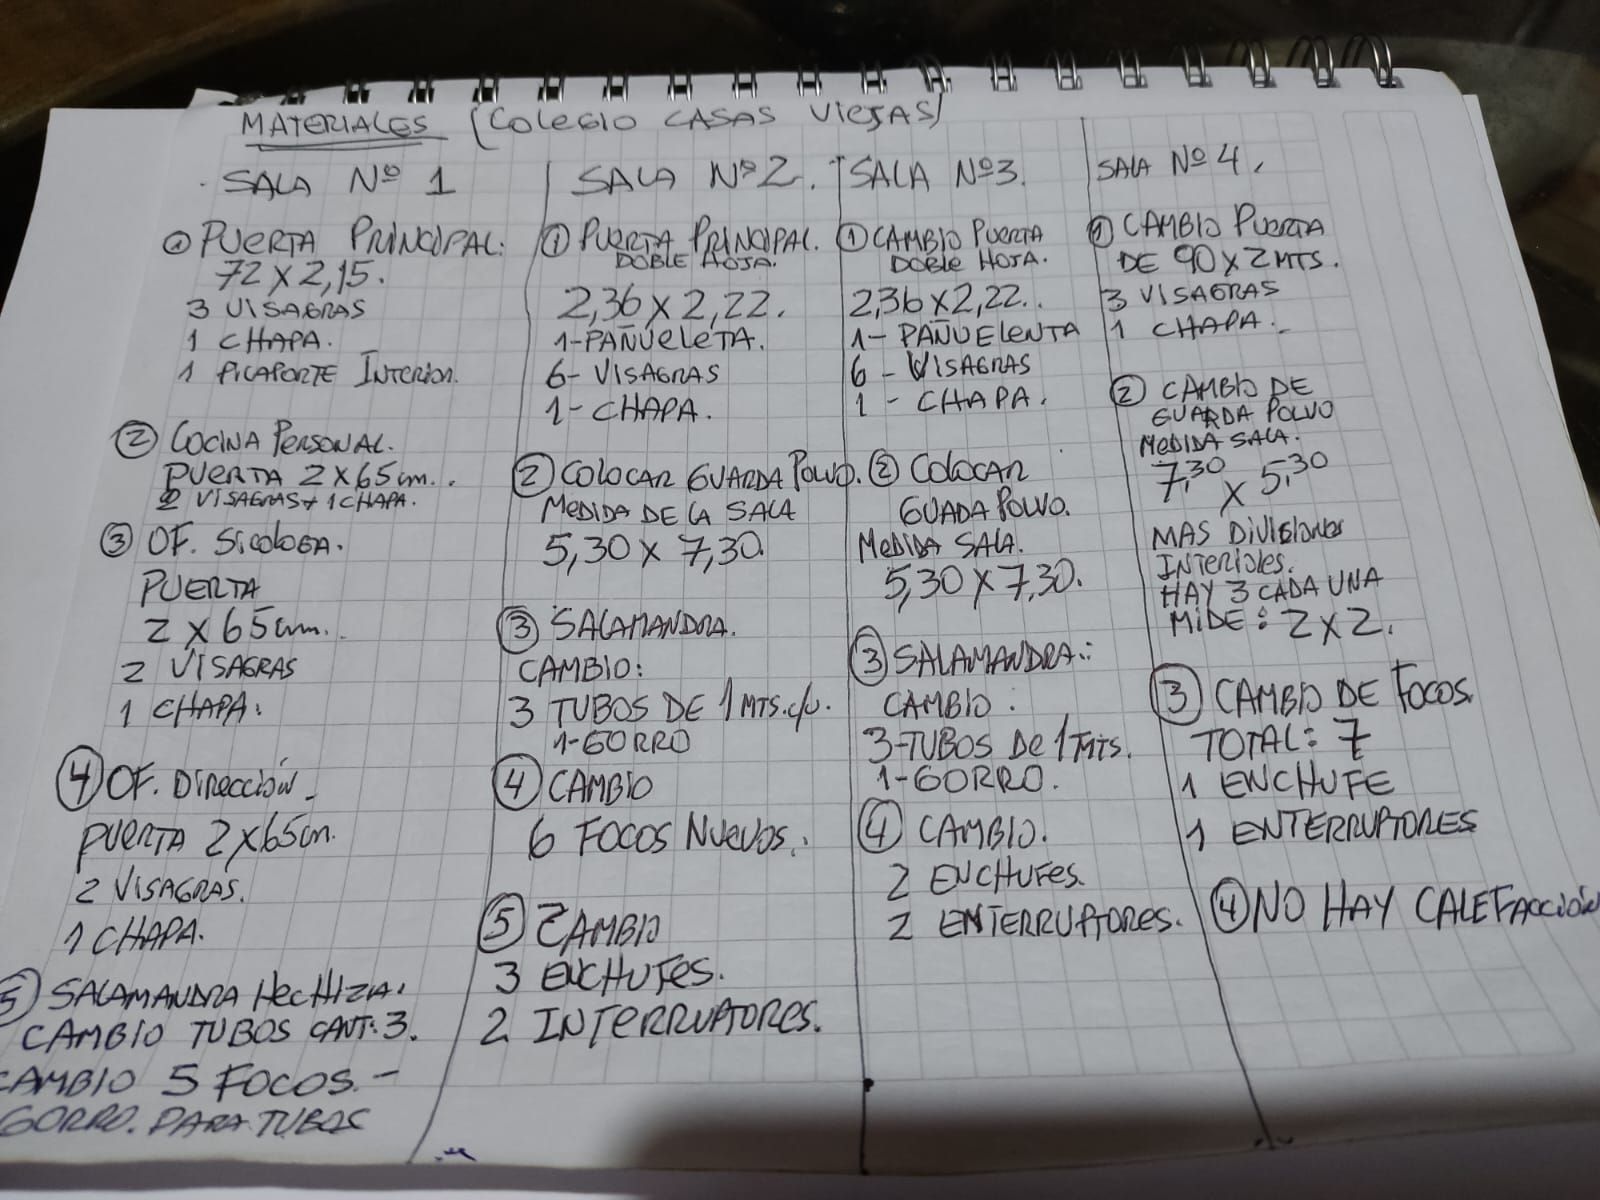 MATERIALES (COLEGIO CASAS VIEJAS)
SALA Nº 1
① PUERTA PRINCIPAL.
72 X 2,15.
3 VISAGRAS
1 CHAPA.
1 PICAPORTE INTERIOR.
② COCINA PERSONAL.
PUERTA 2 X 65 cm..
2 VISAGRAS + 1 CHAPA.
③ OF. SICOLOGA.
PUERTA
2 X 65 cm..
2 VISAGRAS
1 CHAPA.
④ OF. DIRECCIÓN
PUERTA 2 X 65cm.
2 VISAGRAS.
1 CHAPA.
⑤ SALAMANDRA HECHIZA.
CAMBIO TUBOS CANT: 3.
CAMBIO 5 FOCOS. -
GORRO. PARA TUBOS
SALA Nº 2.
① PUERTA PRINCIPAL.
DOBLE HOJA.
2,36 X 2,22.
1-PAÑUELETA.
6- VISAGRAS
1- CHAPA.
② COLOCAR GUARDA POLVO.
MEDIDA DE LA SALA
5,30 X 7,30.
③ SALAMANDRA.
CAMBIO:
3 TUBOS DE 1 MTS. c/u.
1-GORRO
④ CAMBIO
6 FOCOS NUEVOS..
⑤ CAMBIO
3 ENCHUFES.
2 INTERRUPTORES.
SALA Nº 3.
① CAMBIO PUERTA
DOBLE HOJA.
2,36 X 2,22..
1- PAÑUELENTA
6 - VISAGRAS
1 - CHAPA.
② COLOCAR
GUADA POLVO.
MEDIDA SALA.
5,30 X 7,30.
③ SALAMANDRA:
CAMBIO :
3-TUBOS DE 1 MTS.
1-GORRO.
④ CAMBIO.
2 ENCHUFES.
2 ENTERRUPTORES.
SALA Nº 4.
① CAMBIO PUERTA
DE 90 X 2 MTS.
3 VISAGRAS
1 CHAPA.-
② CAMBIO DE
GUARDA POLVO
MEDIDA SALA.
7,30 X 5,30
MAS DIVISIONES
INTERIORES.
HAY 3 CADA UNA
MIDE: 2 X 2.
③ CAMBIO DE FOCOS.
TOTAL: 7
1 ENCHUFE
1 ENTERRUPTORES
④ NO HAY CALEFACCIÓN